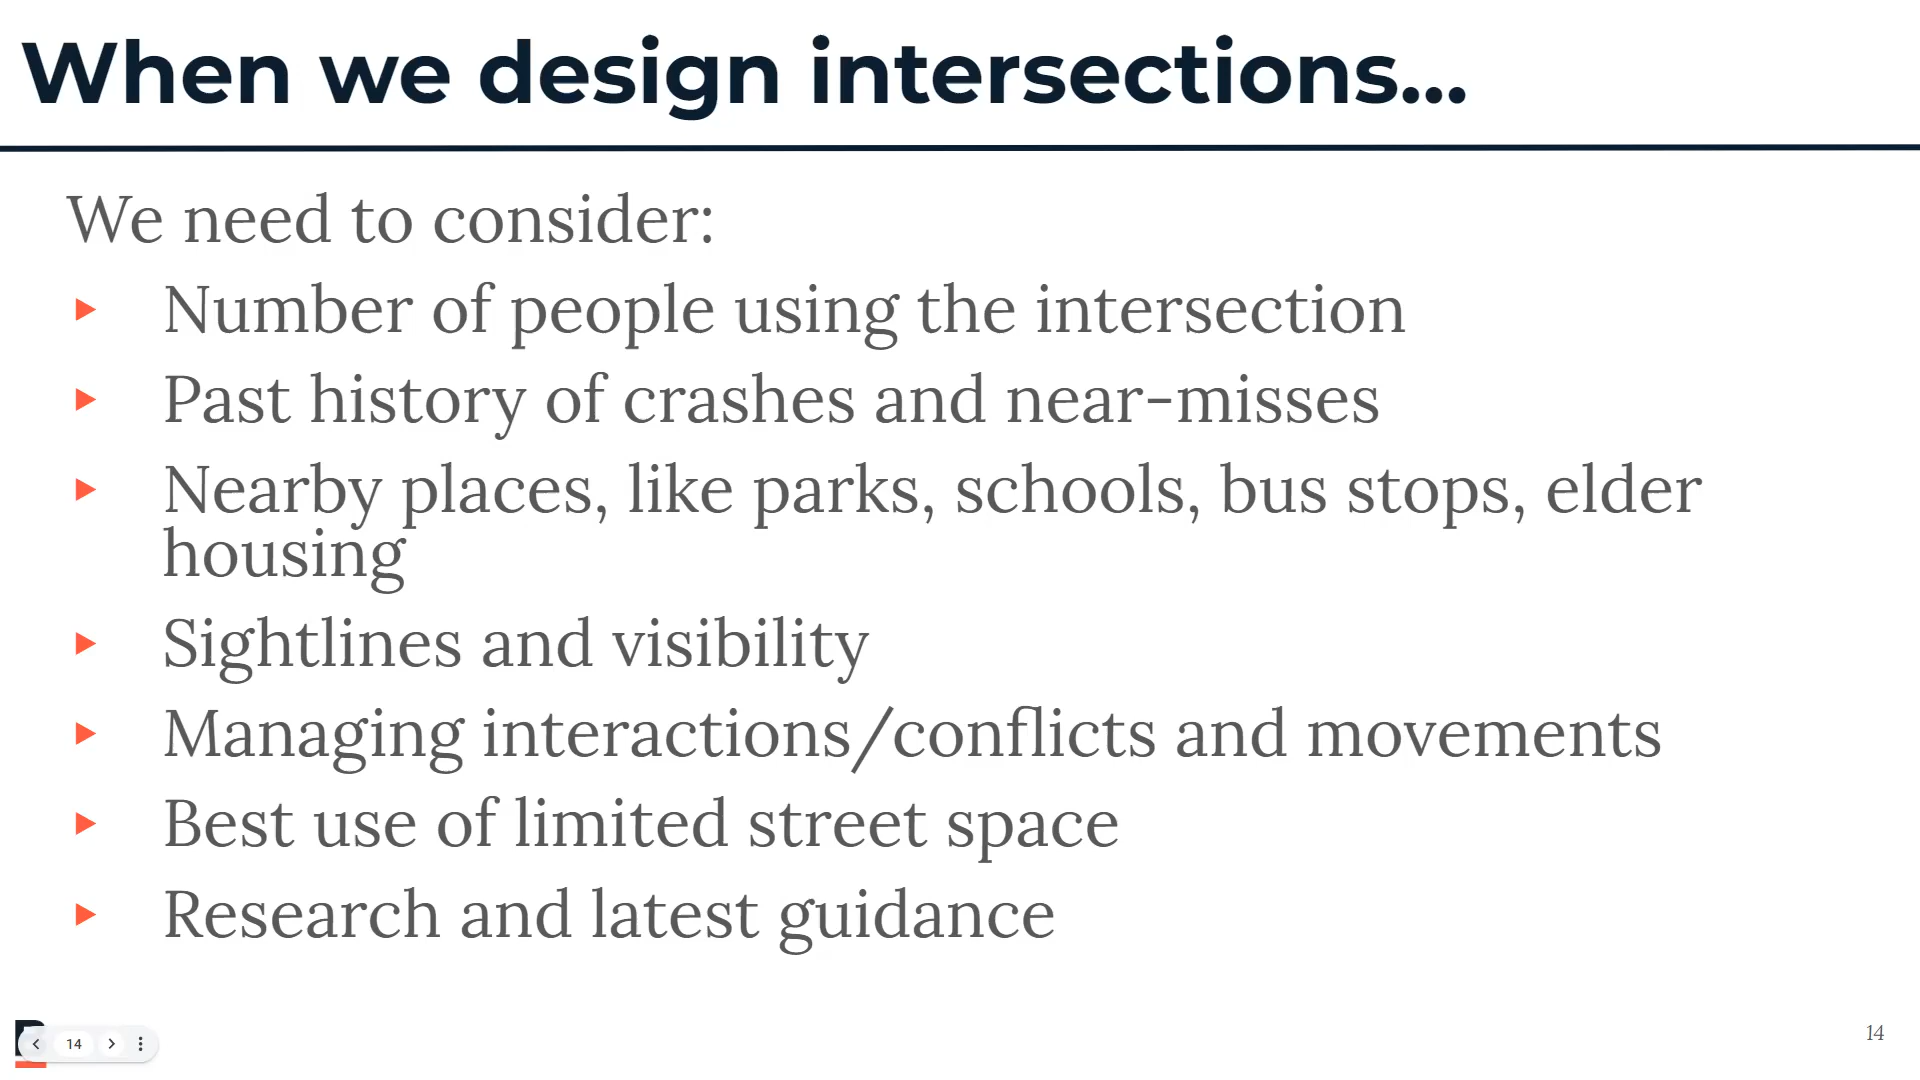 When we design intersections...
We need to consider:
Number of people using the intersection
Past history of crashes and near-misses
Nearby places, like parks, schools, bus stops, elder
housing
Sightlines and visibility
Managing interactions/conflicts and movements
Best use of limited street space
Research and latest guidance
14
14